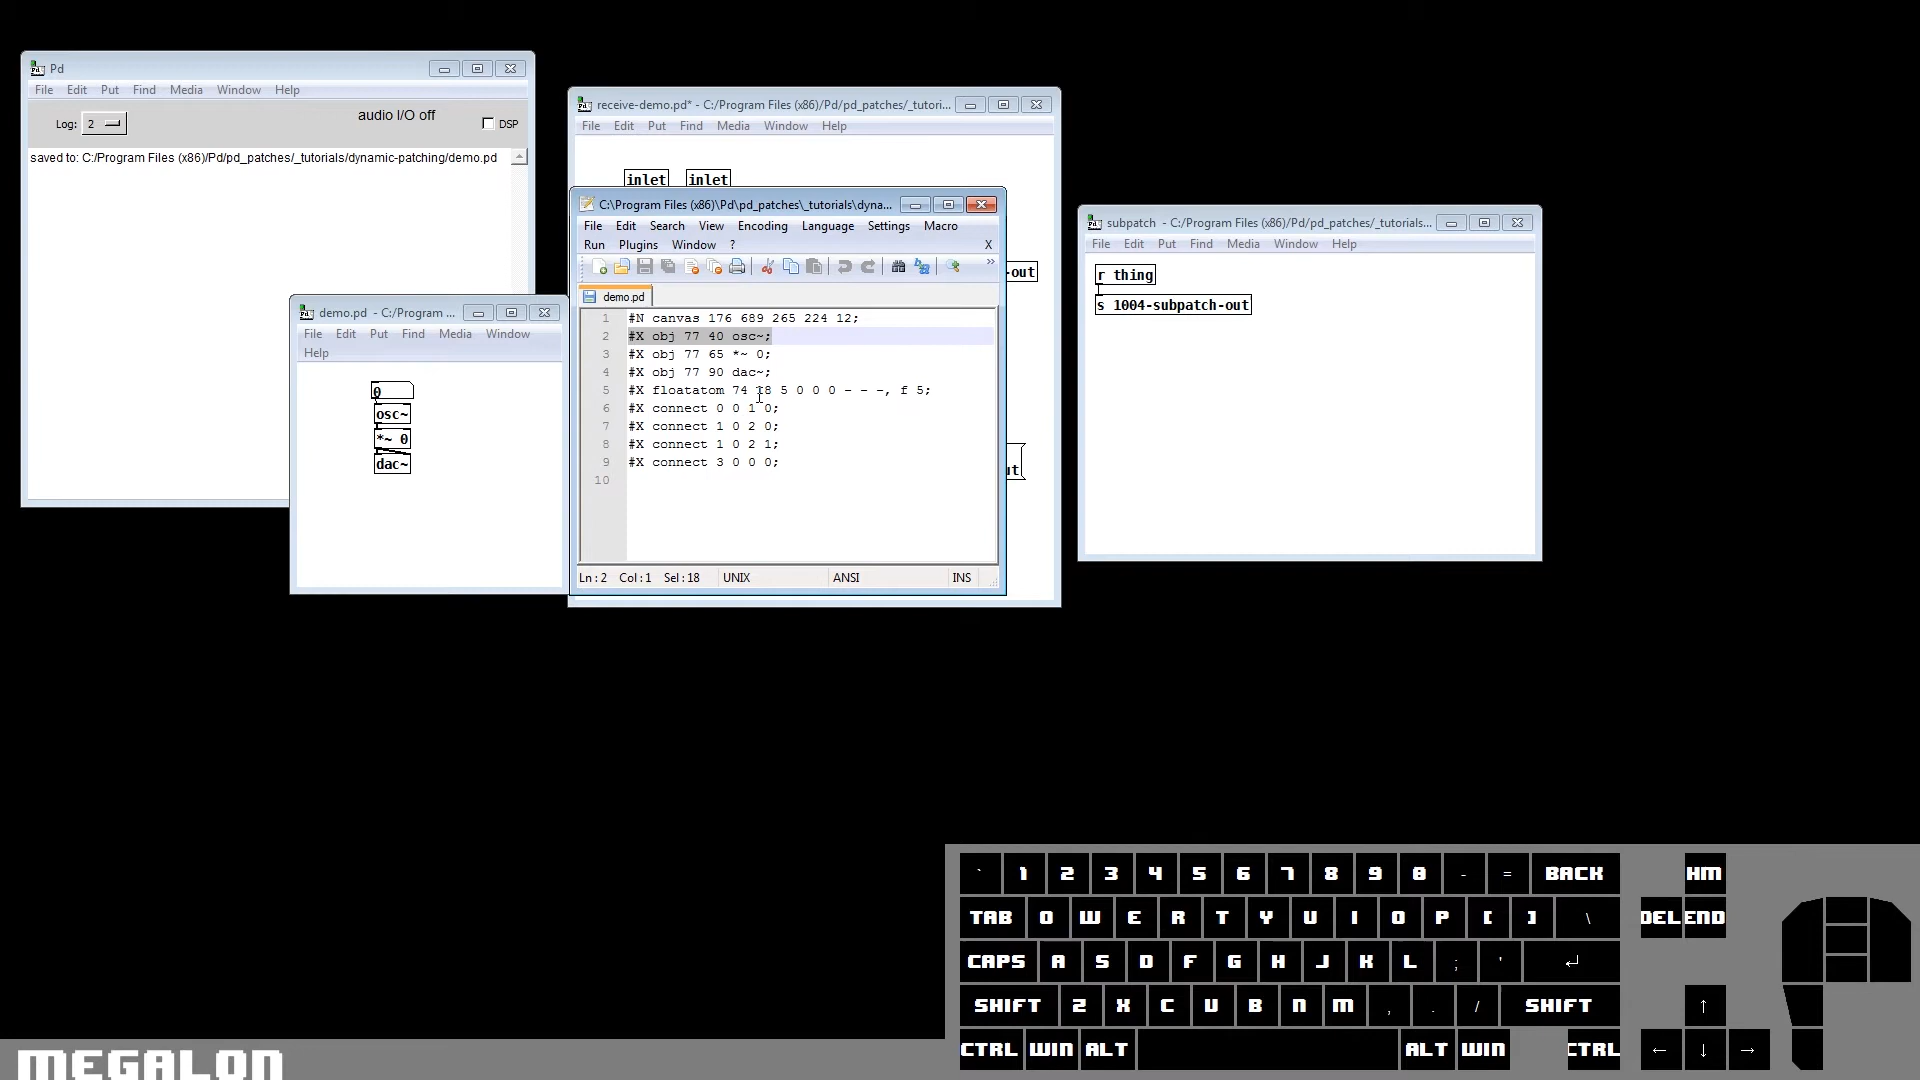 Pd
File Edit Put Find Media Window Help
Log: 2
audio I/O off
DSP
saved to: C:/Program Files (x86)/Pd/pd_patches/_tutorials/dynamic-patching/demo.pd
demo.pd - C:/Program ...
File Edit Put Find Media Window
Help
0
osc~
*~ 0
dac~
receive-demo.pd* - C:/Program Files (x86)/Pd/pd_patches/_tutori...
File Edit Put Find Media Window Help
inlet inlet
-out
C:\Program Files (x86)\Pd\pd_patches\_tutorials\dyna...
File Edit Search View Encoding Language Settings Macro
Run Plugins Window ? X
demo.pd
1 #N canvas 176 689 265 224 12;
2 #X obj 77 40 osc~;
3 #X obj 77 65 *~ 0;
4 #X obj 77 90 dac~;
5 #X floatatom 74 18 5 0 0 0 - - -, f 5;
6 #X connect 0 0 1 0;
7 #X connect 1 0 2 0;
8 #X connect 1 0 2 1;
9 #X connect 3 0 0 0;
10
Ln:2 Col:1 Sel:18 UNIX ANSI INS
subpatch - C:/Program Files (x86)/Pd/pd_patches/_tutorials...
File Edit Put Find Media Window Help
r thing
s 1004-subpatch-out
` 1 2 3 4 5 6 7 8 9 0 - = BACK HM
TAB Q W E R T Y U I O P [ ] \ DEL END
CAPS A S D F G H J K L ; ' ↵
SHIFT Z X C V B N M , . / SHIFT ↑
CTRL WIN ALT ALT WIN CTRL ← ↓ →
MEGALON